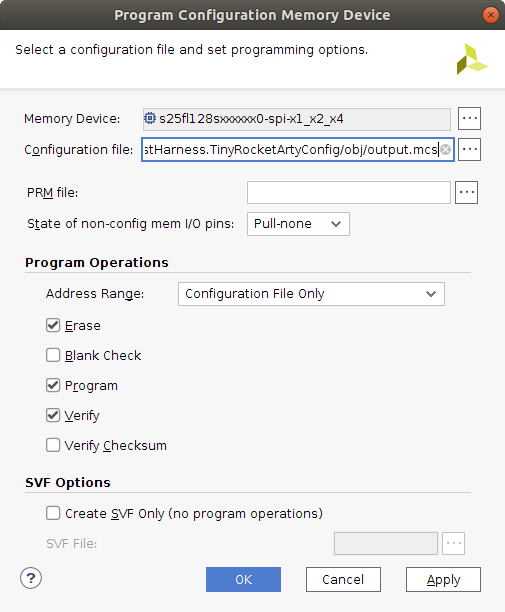 Program Configuration Memory Device
Select a configuration file and set programming options.
Memory Device: s25fl128sxxxxxx0-spi-x1_x2_x4 ...
Configuration file: stHarness.TinyRocketArtyConfig/obj/output.mcs ...
PRM file: ...
State of non-config mem I/O pins: Pull-none
Program Operations
Address Range: Configuration File Only
Erase
Blank Check
Program
Verify
Verify Checksum
SVF Options
Create SVF Only (no program operations)
SVF File: ...
? OK Cancel Apply